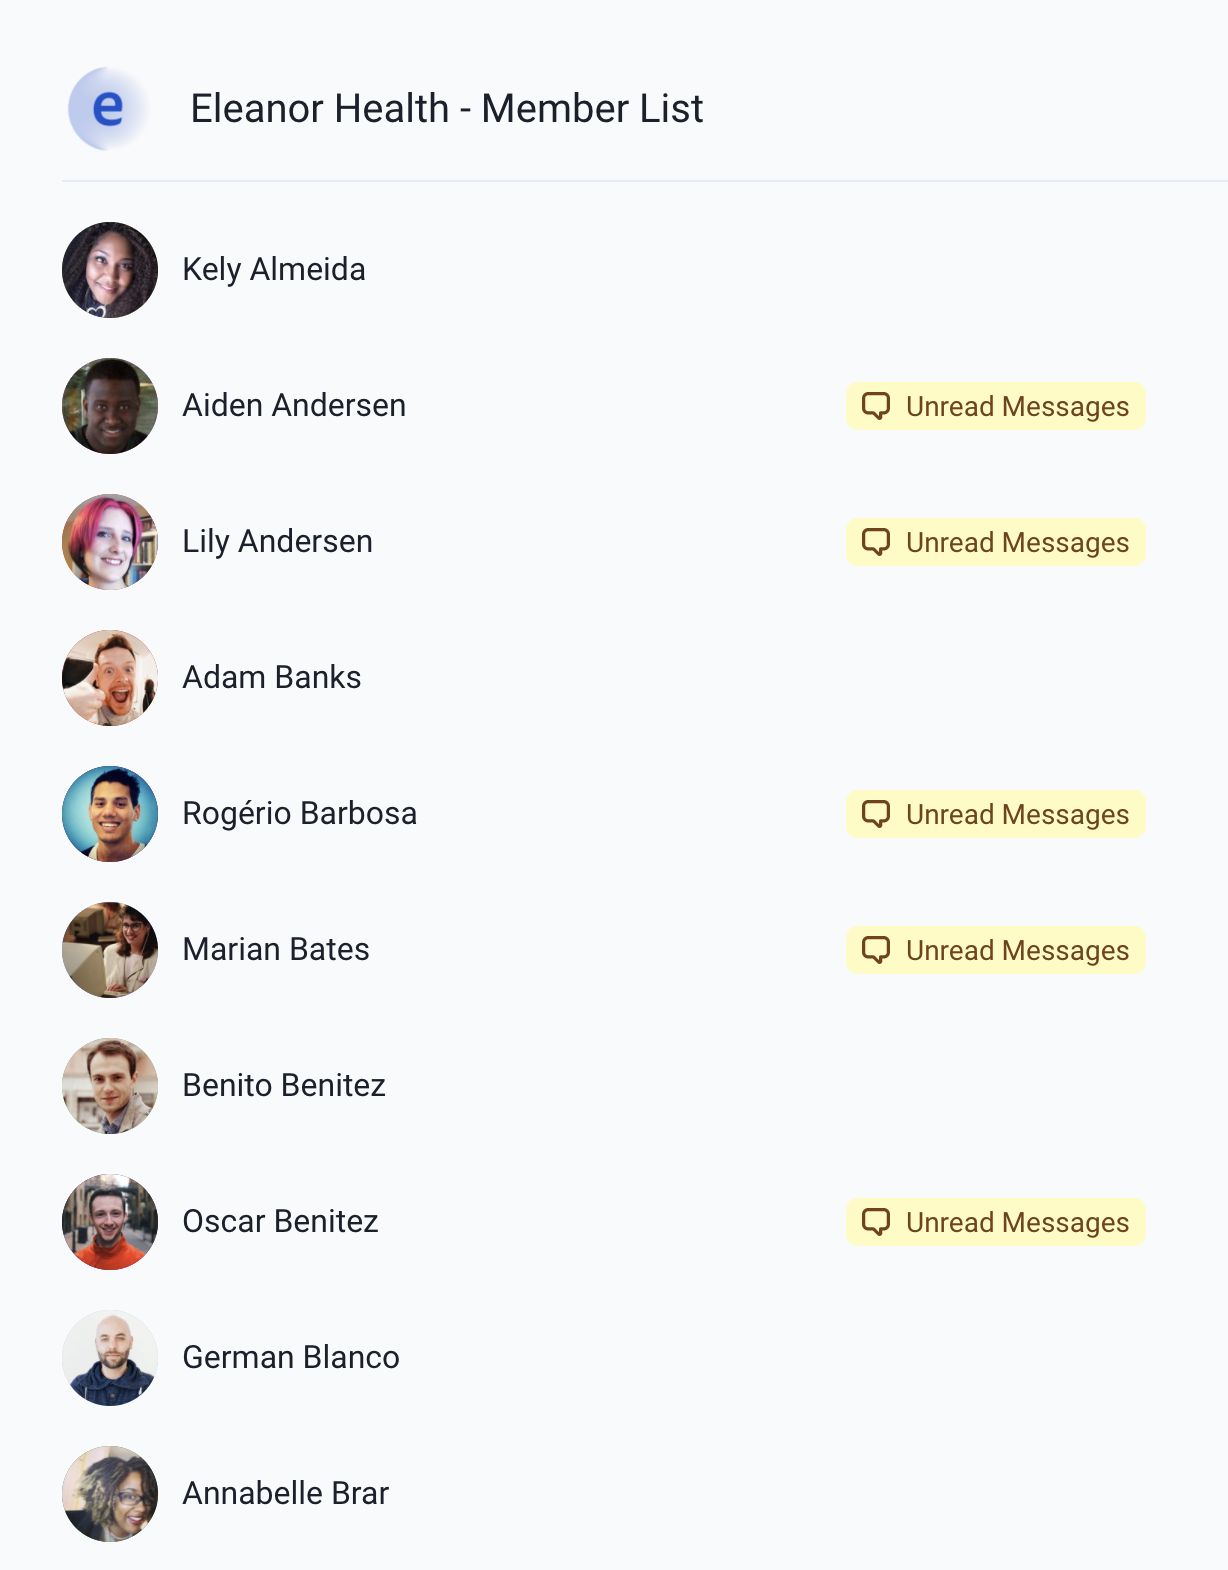 e
Eleanor Health - Member List
Kely Almeida
Aiden Andersen Unread Messages
Lily Andersen Unread Messages
Adam Banks
Rogério Barbosa Unread Messages
Marian Bates Unread Messages
Benito Benitez
Oscar Benitez Unread Messages
German Blanco
Annabelle Brar